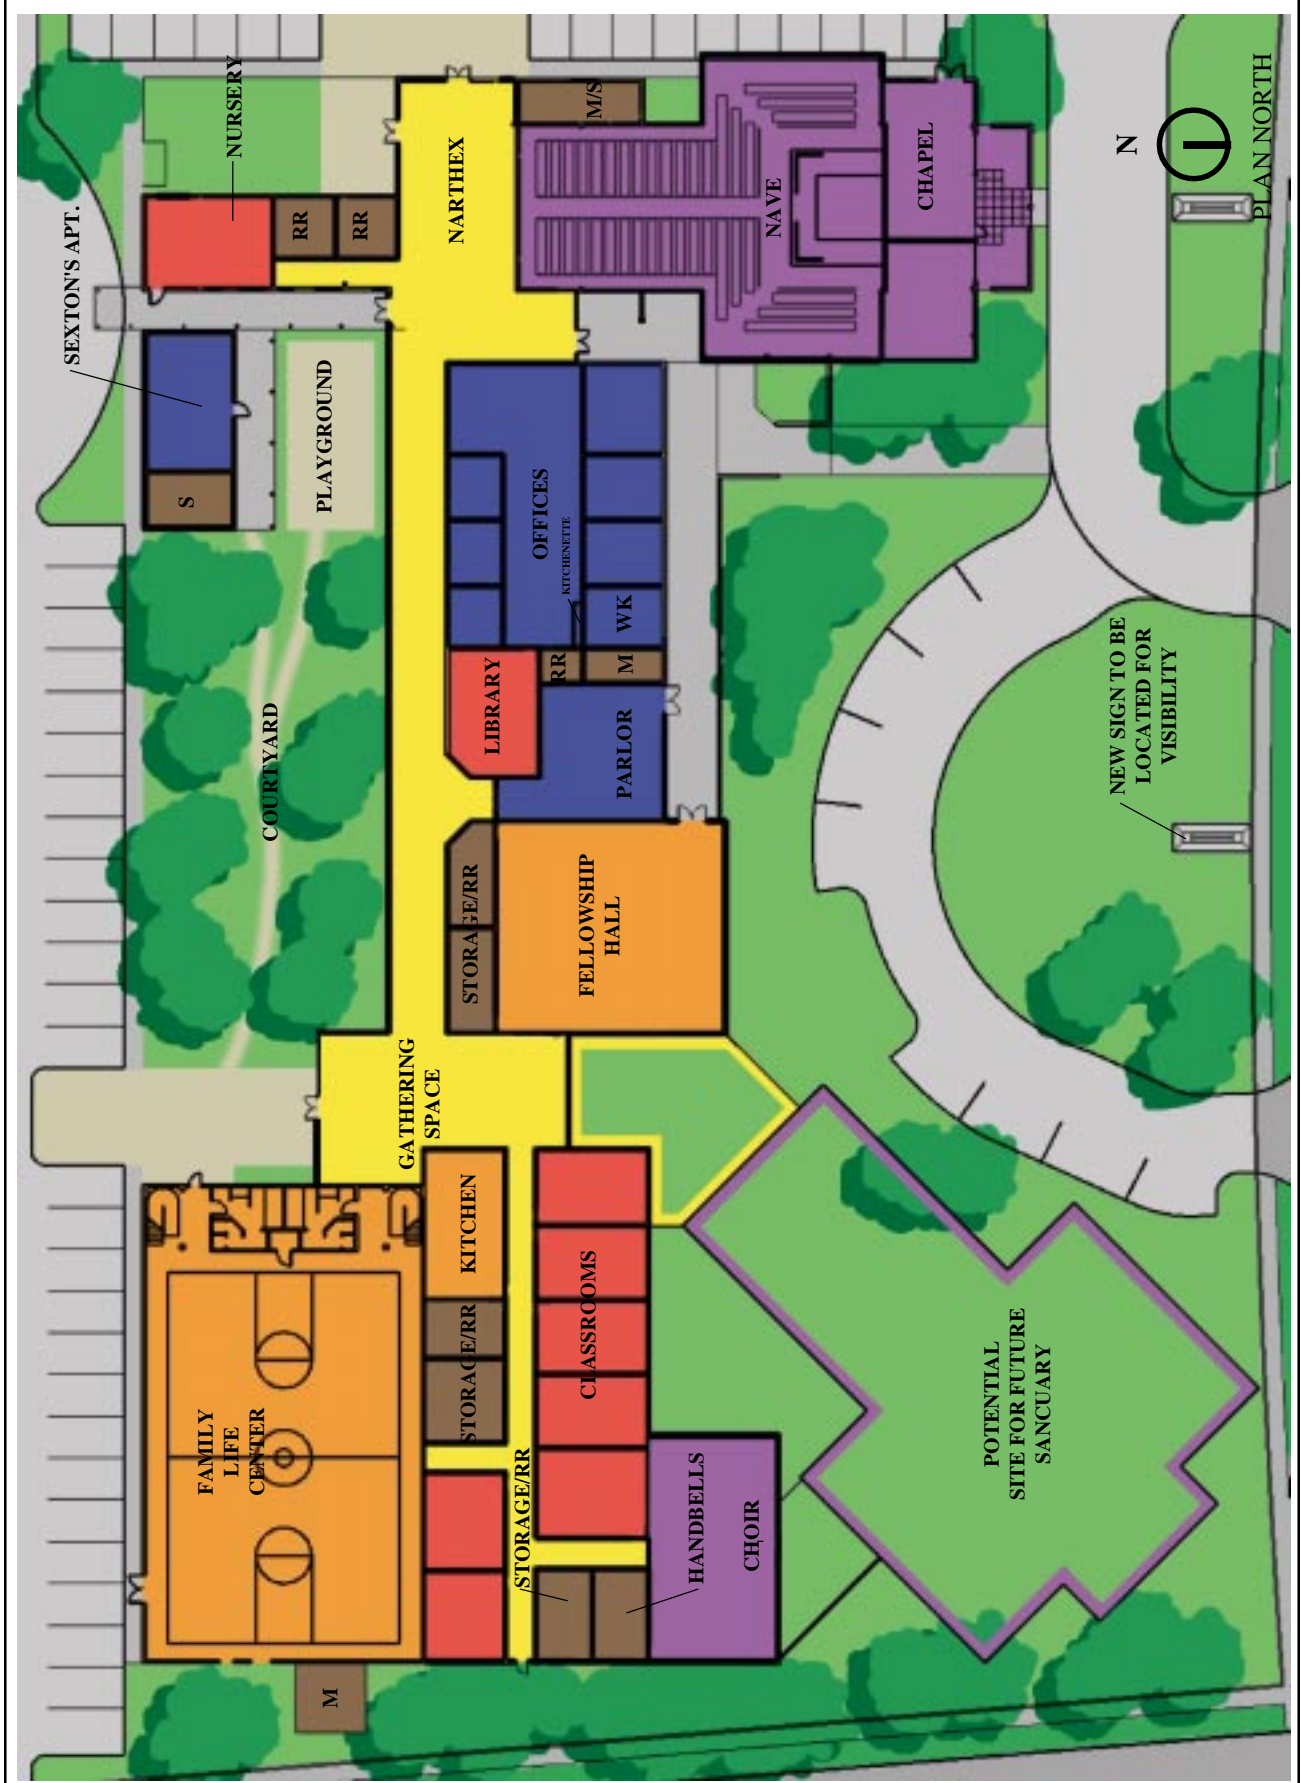 SEXTON'S APT.
NURSERY
M/S
RR
RR
NARTHEX
NAVE
CHAPEL
N
PLAN NORTH
S
PLAYGROUND
COURTYARD
OFFICES
KITCHENETTE
WK
LIBRARY
RR
M
PARLOR
STORAGE/RR
FELLOWSHIP
HALL
NEW SIGN TO BE
LOCATED FOR
VISIBILITY
GATHERING
SPACE
KITCHEN
STORAGE/RR
CLASSROOMS
FAMILY
LIFE
CENTER
STORAGE/RR
HANDBELLS
CHOIR
POTENTIAL
SITE FOR FUTURE
SANCUARY
M